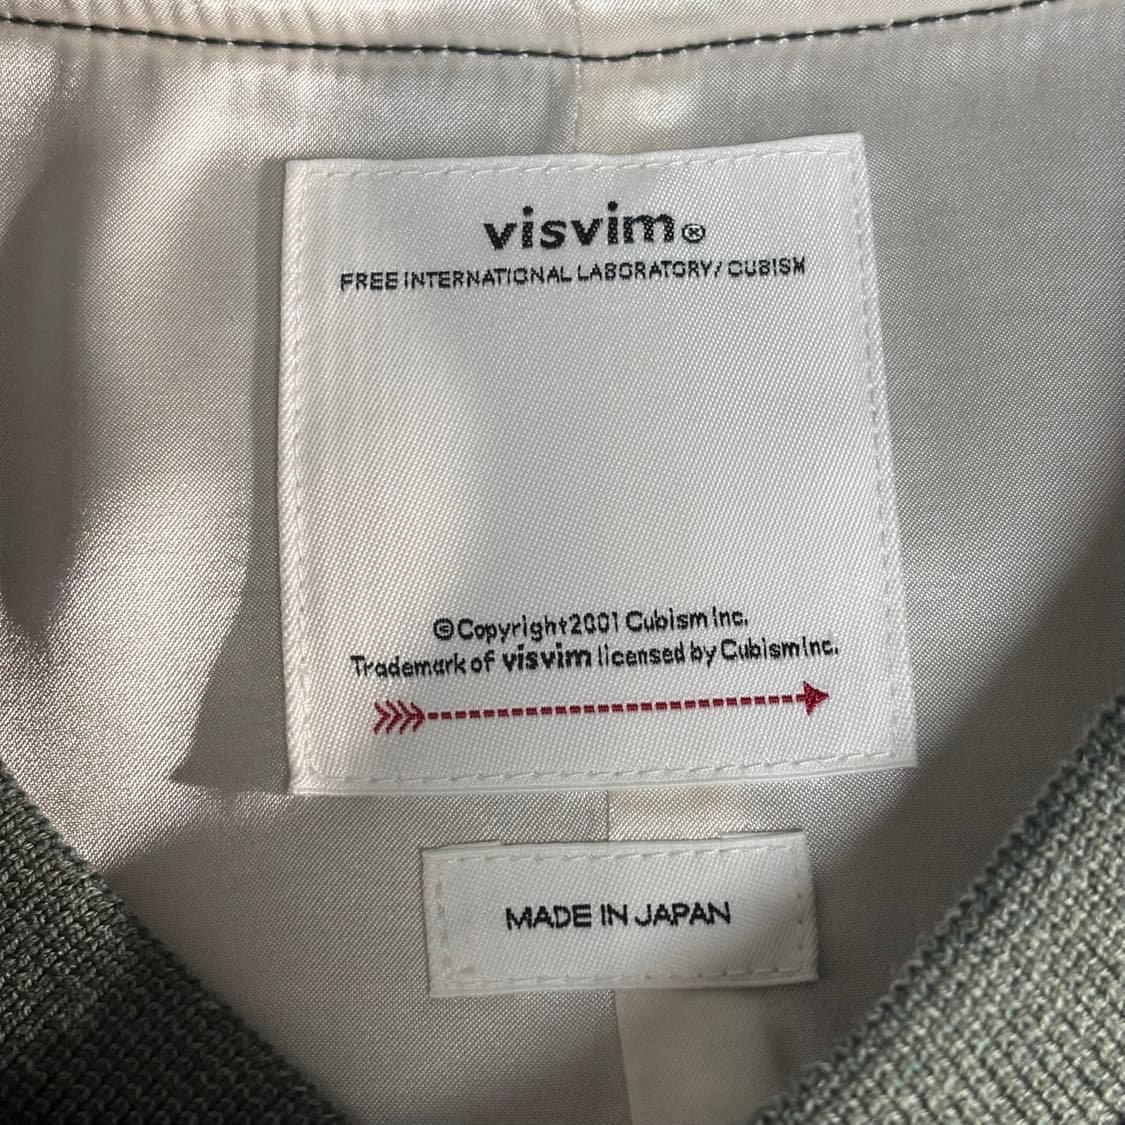 visvim®
FREE INTERNATIONAL LABORATORY/ CUBISM
©Copyright 2001 Cubism Inc.
Trademark of visvim licensed by Cubism Inc.
MADE IN JAPAN